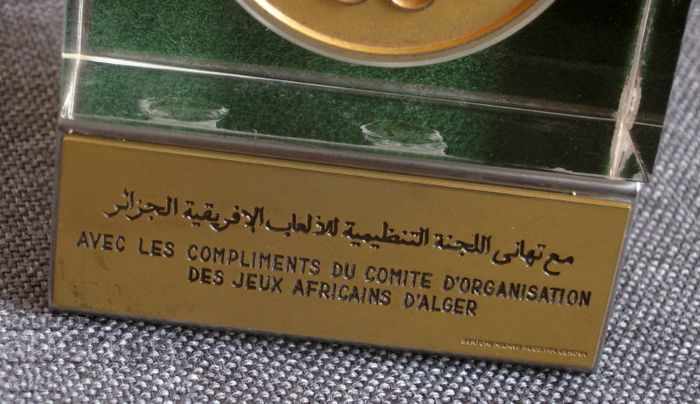 مع تهاني اللجنة التنظيمية للألعاب الإفريقية الجزائر
AVEC LES COMPLIMENTS DU COMITE D'ORGANISATION
DES JEUX AFRICAINS D'ALGER